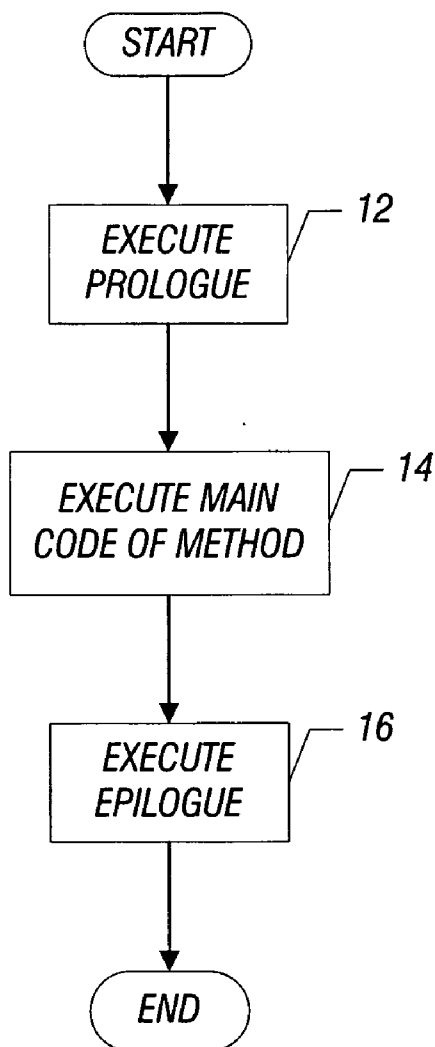 START
12
EXECUTE
PROLOGUE
14
EXECUTE MAIN
CODE OF METHOD
16
EXECUTE
EPILOGUE
END